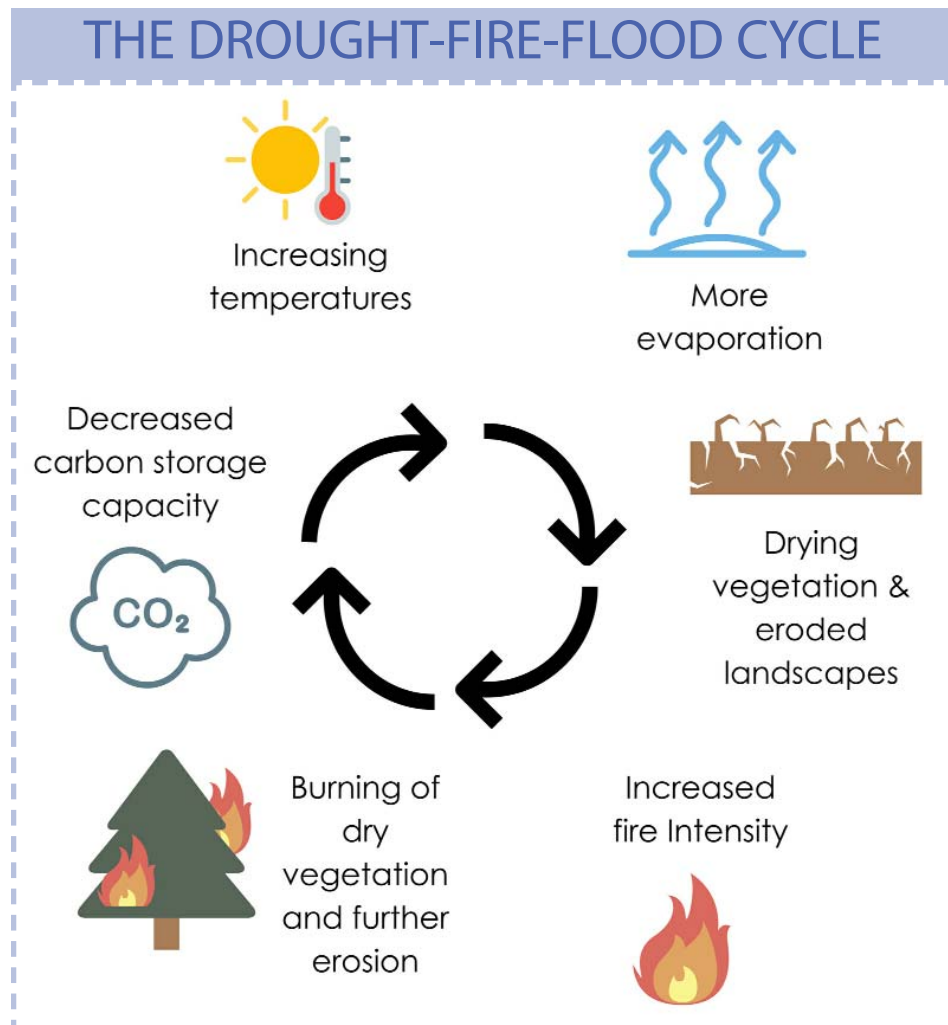 THE DROUGHT-FIRE-FLOOD CYCLE
Increasing
temperatures
More
evaporation
Drying
vegetation &
eroded
landscapes
Increased
fire Intensity
Burning of
dry
vegetation
and further
erosion
Decreased
carbon storage
capacity
CO₂